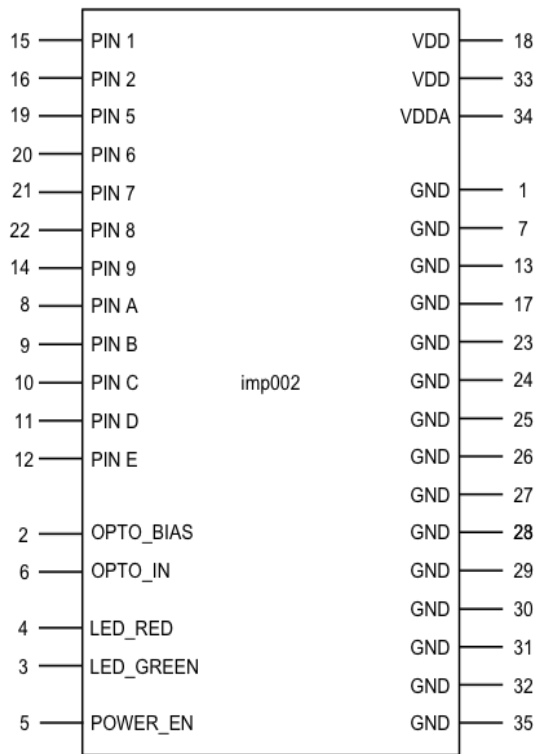 15 PIN 1 VDD 18
16 PIN 2 VDD 33
19 PIN 5 VDDA 34
20 PIN 6
21 PIN 7 GND 1
22 PIN 8 GND 7
14 PIN 9 GND 13
8 PIN A GND 17
9 PIN B GND 23
10 PIN C imp002 GND 24
11 PIN D GND 25
12 PIN E GND 26
GND 27
2 OPTO_BIAS GND 28
6 OPTO_IN GND 29
GND 30
4 LED_RED
GND 31
3 LED_GREEN
GND 32
5 POWER_EN GND 35